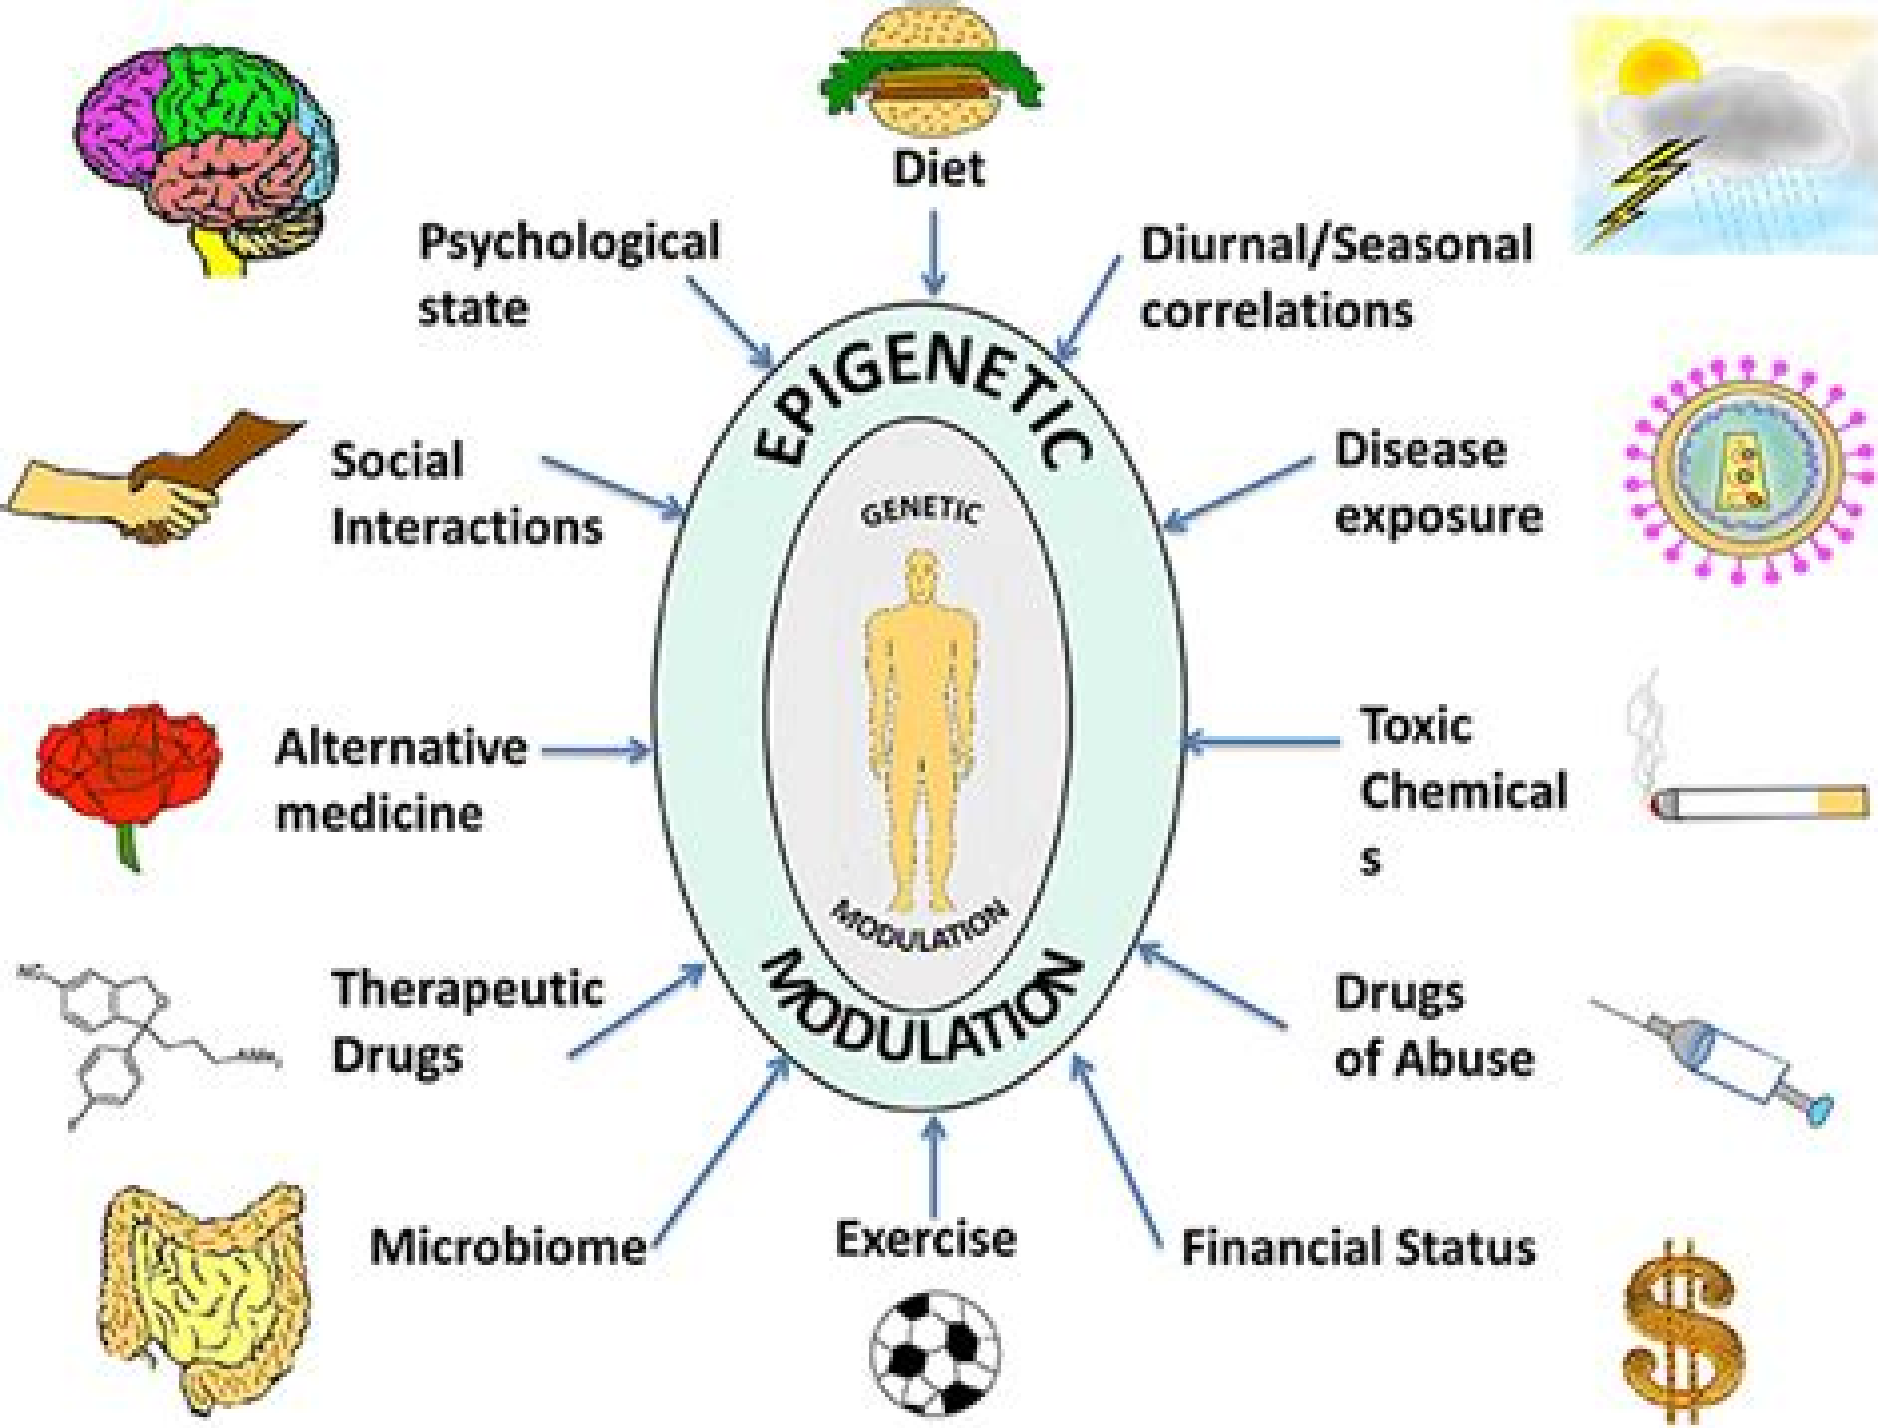 Diet
Psychological
state
Diurnal/Seasonal
correlations
EPIGENETIC
Social
Interactions
Disease
exposure
GENETIC
Alternative
medicine
Toxic
Chemical
s
MODULATION
MODULATION
Therapeutic
Drugs
Drugs
of Abuse
Microbiome
Exercise
Financial Status